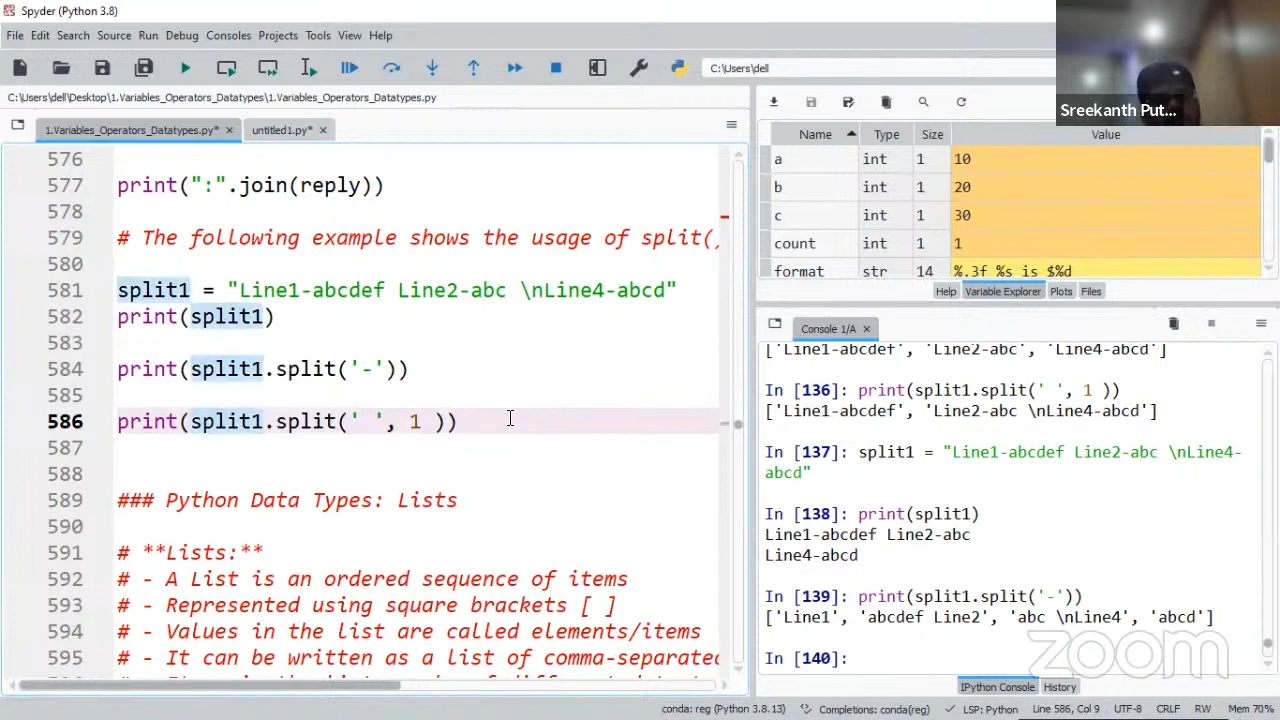 Spyder (Python 3.8)
File Edit Search Source Run Debug Consoles Projects Tools View Help
C:\Users\dell
Sreekanth Put...
C:\Users\dell\Desktop\1.Variables_Operators_Datatypes\1.Variables_Operators_Datatypes.py
1.Variables_Operators_Datatypes.py*
untitled1.py*
576
577 print(":".join(reply))
578
579 # The following example shows the usage of split()
580
581 split1 = "Line1-abcdef Line2-abc \nLine4-abcd"
582 print(split1)
583
584 print(split1.split('-'))
585
586 print(split1.split(' ', 1 ))
587
588
589 ### Python Data Types: Lists
590
591 # **Lists:**
592 # - A List is an ordered sequence of items
593 # - Represented using square brackets [ ]
594 # - Values in the list are called elements/items
595 # - It can be written as a list of comma-separated
Name Type Size Value
a int 1 10
b int 1 20
c int 1 30
count int 1 1
format str 14 %.3f %s is $%d
Help Variable Explorer Plots Files
Console 1/A
['Line1-abcdef', 'Line2-abc', 'Line4-abcd']
In [136]: print(split1.split(' ', 1 ))
['Line1-abcdef', 'Line2-abc \nLine4-abcd']
In [137]: split1 = "Line1-abcdef Line2-abc \nLine4-
abcd"
In [138]: print(split1)
Line1-abcdef Line2-abc
Line4-abcd
In [139]: print(split1.split('-'))
['Line1', 'abcdef Line2', 'abc \nLine4', 'abcd']
In [140]:
zoom
IPython Console History
conda: reg (Python 3.8.13) Completions: conda(reg) LSP: Python Line 586, Col 9 UTF-8 CRLF RW Mem 70%